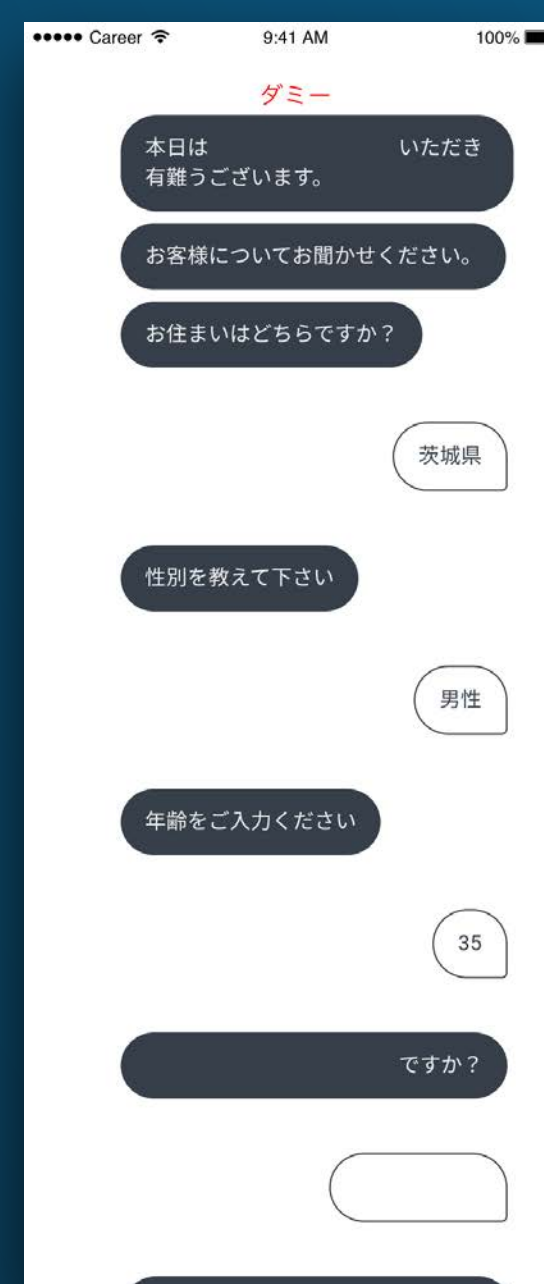 ●●●●● Career 9:41 AM 100%
ダミー
本日は いただき
有難うございます。
お客様についてお聞かせください。
お住まいはどちらですか？
茨城県
性別を教えて下さい
男性
年齢をご入力ください
35
ですか？